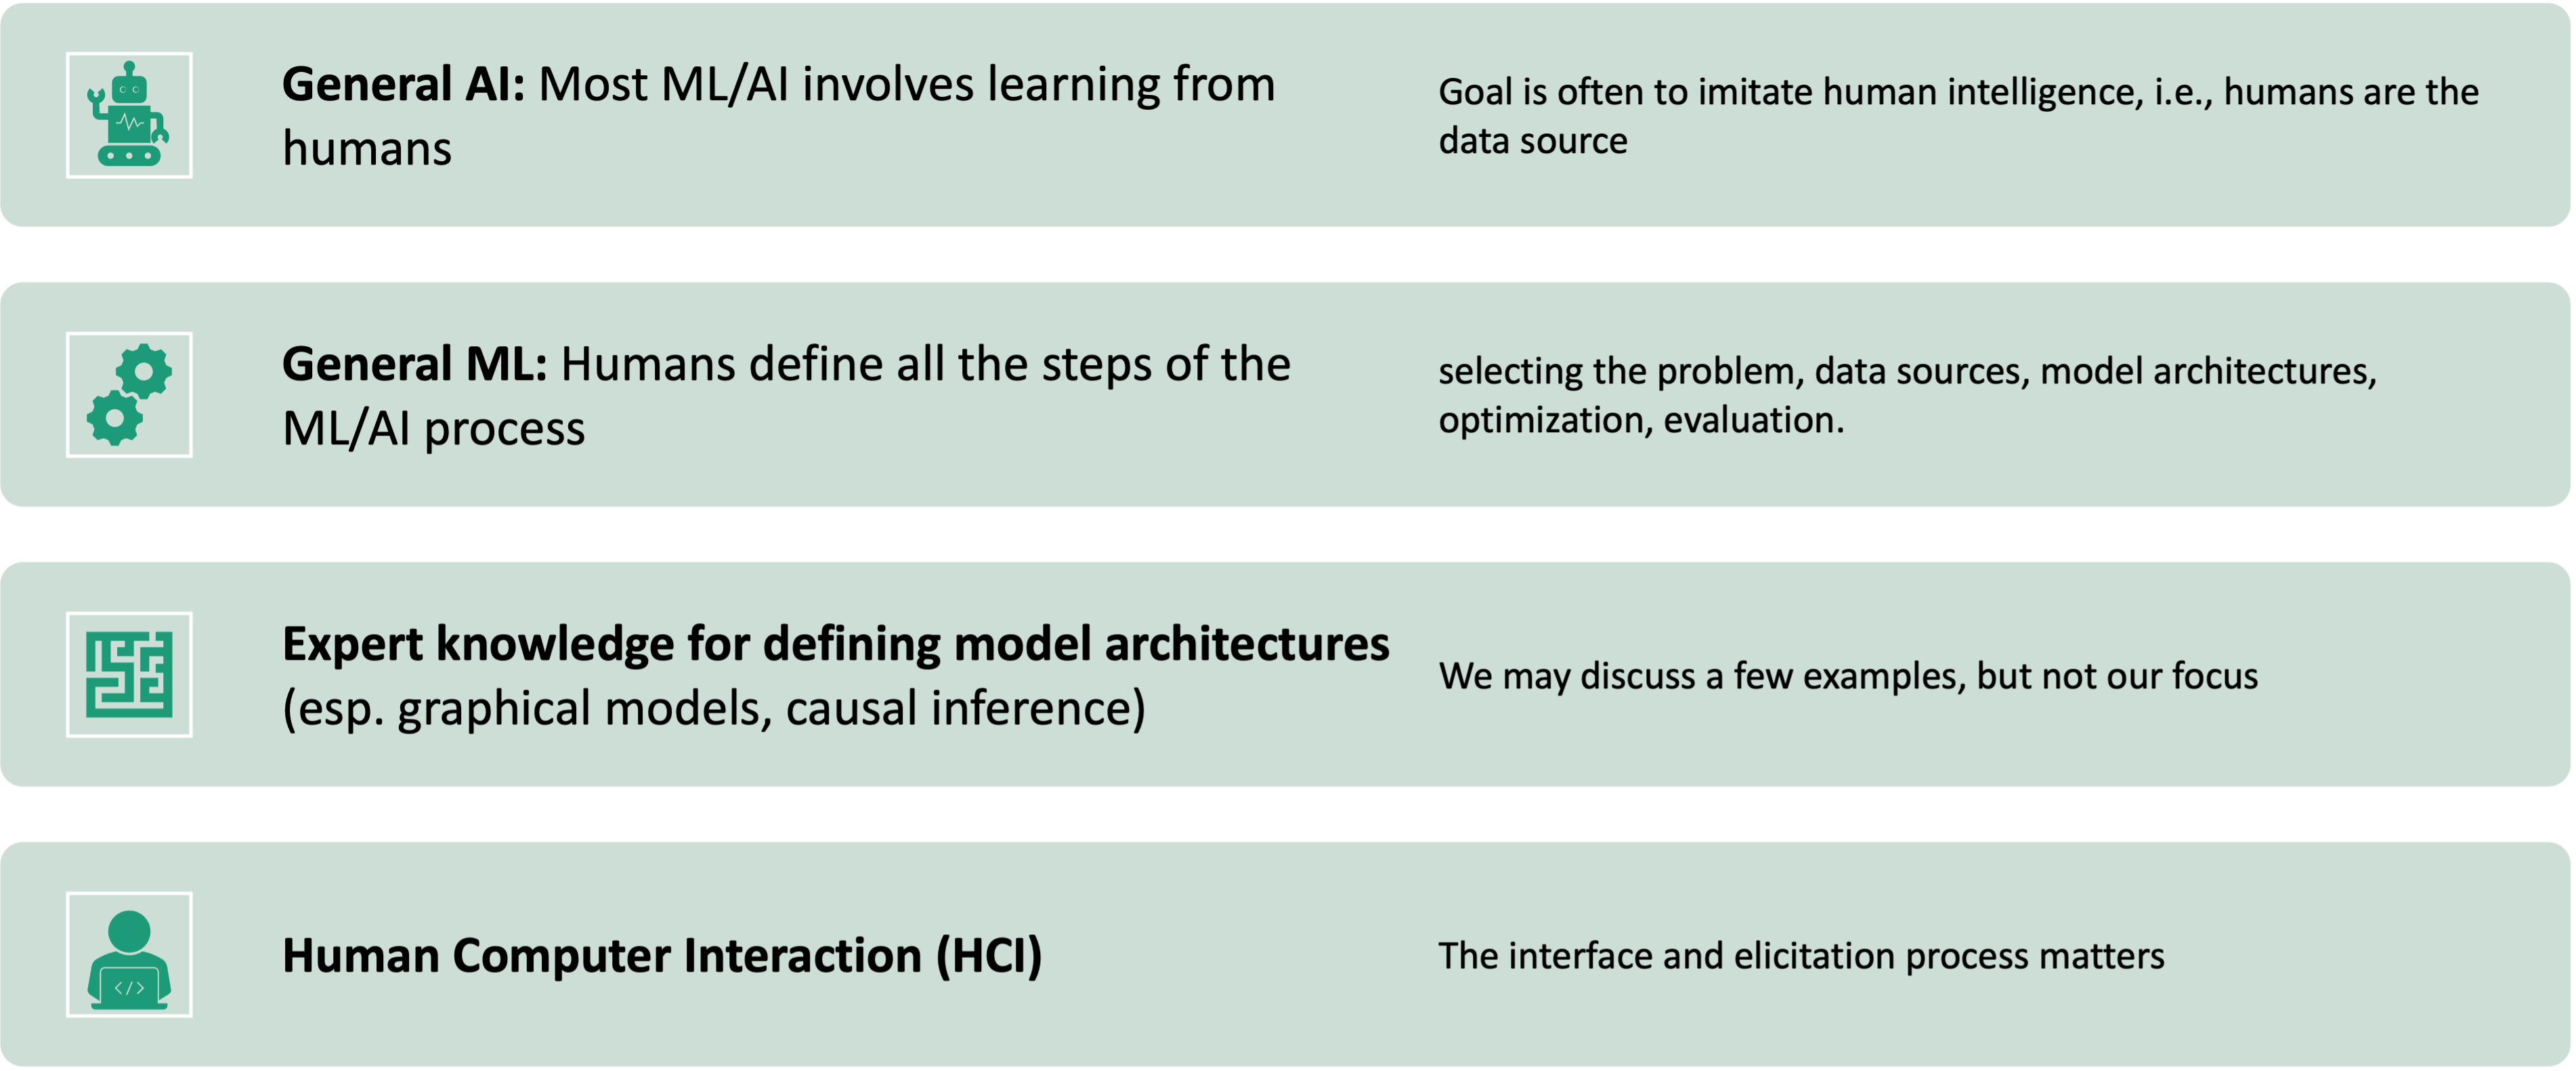 General AI: Most ML/AI involves learning from
humans
Goal is often to imitate human intelligence, i.e., humans are the
data source
General ML: Humans define all the steps of the
ML/AI process
selecting the problem, data sources, model architectures,
optimization, evaluation.
Expert knowledge for defining model architectures
(esp. graphical models, causal inference)
We may discuss a few examples, but not our focus
</>
Human Computer Interaction (HCI)
The interface and elicitation process matters